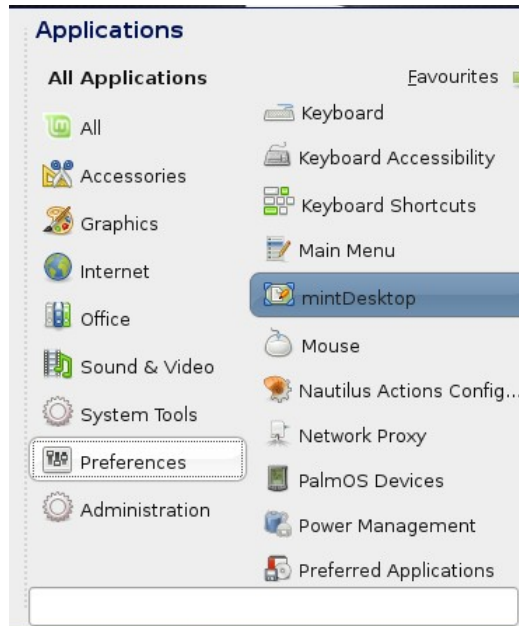 Applications
All Applications
Favourites
All
Accessories
Graphics
Internet
Office
Sound & Video
System Tools
Preferences
Administration
Keyboard
Keyboard Accessibility
Keyboard Shortcuts
Main Menu
mintDesktop
Mouse
Nautilus Actions Config...
Network Proxy
PalmOS Devices
Power Management
Preferred Applications